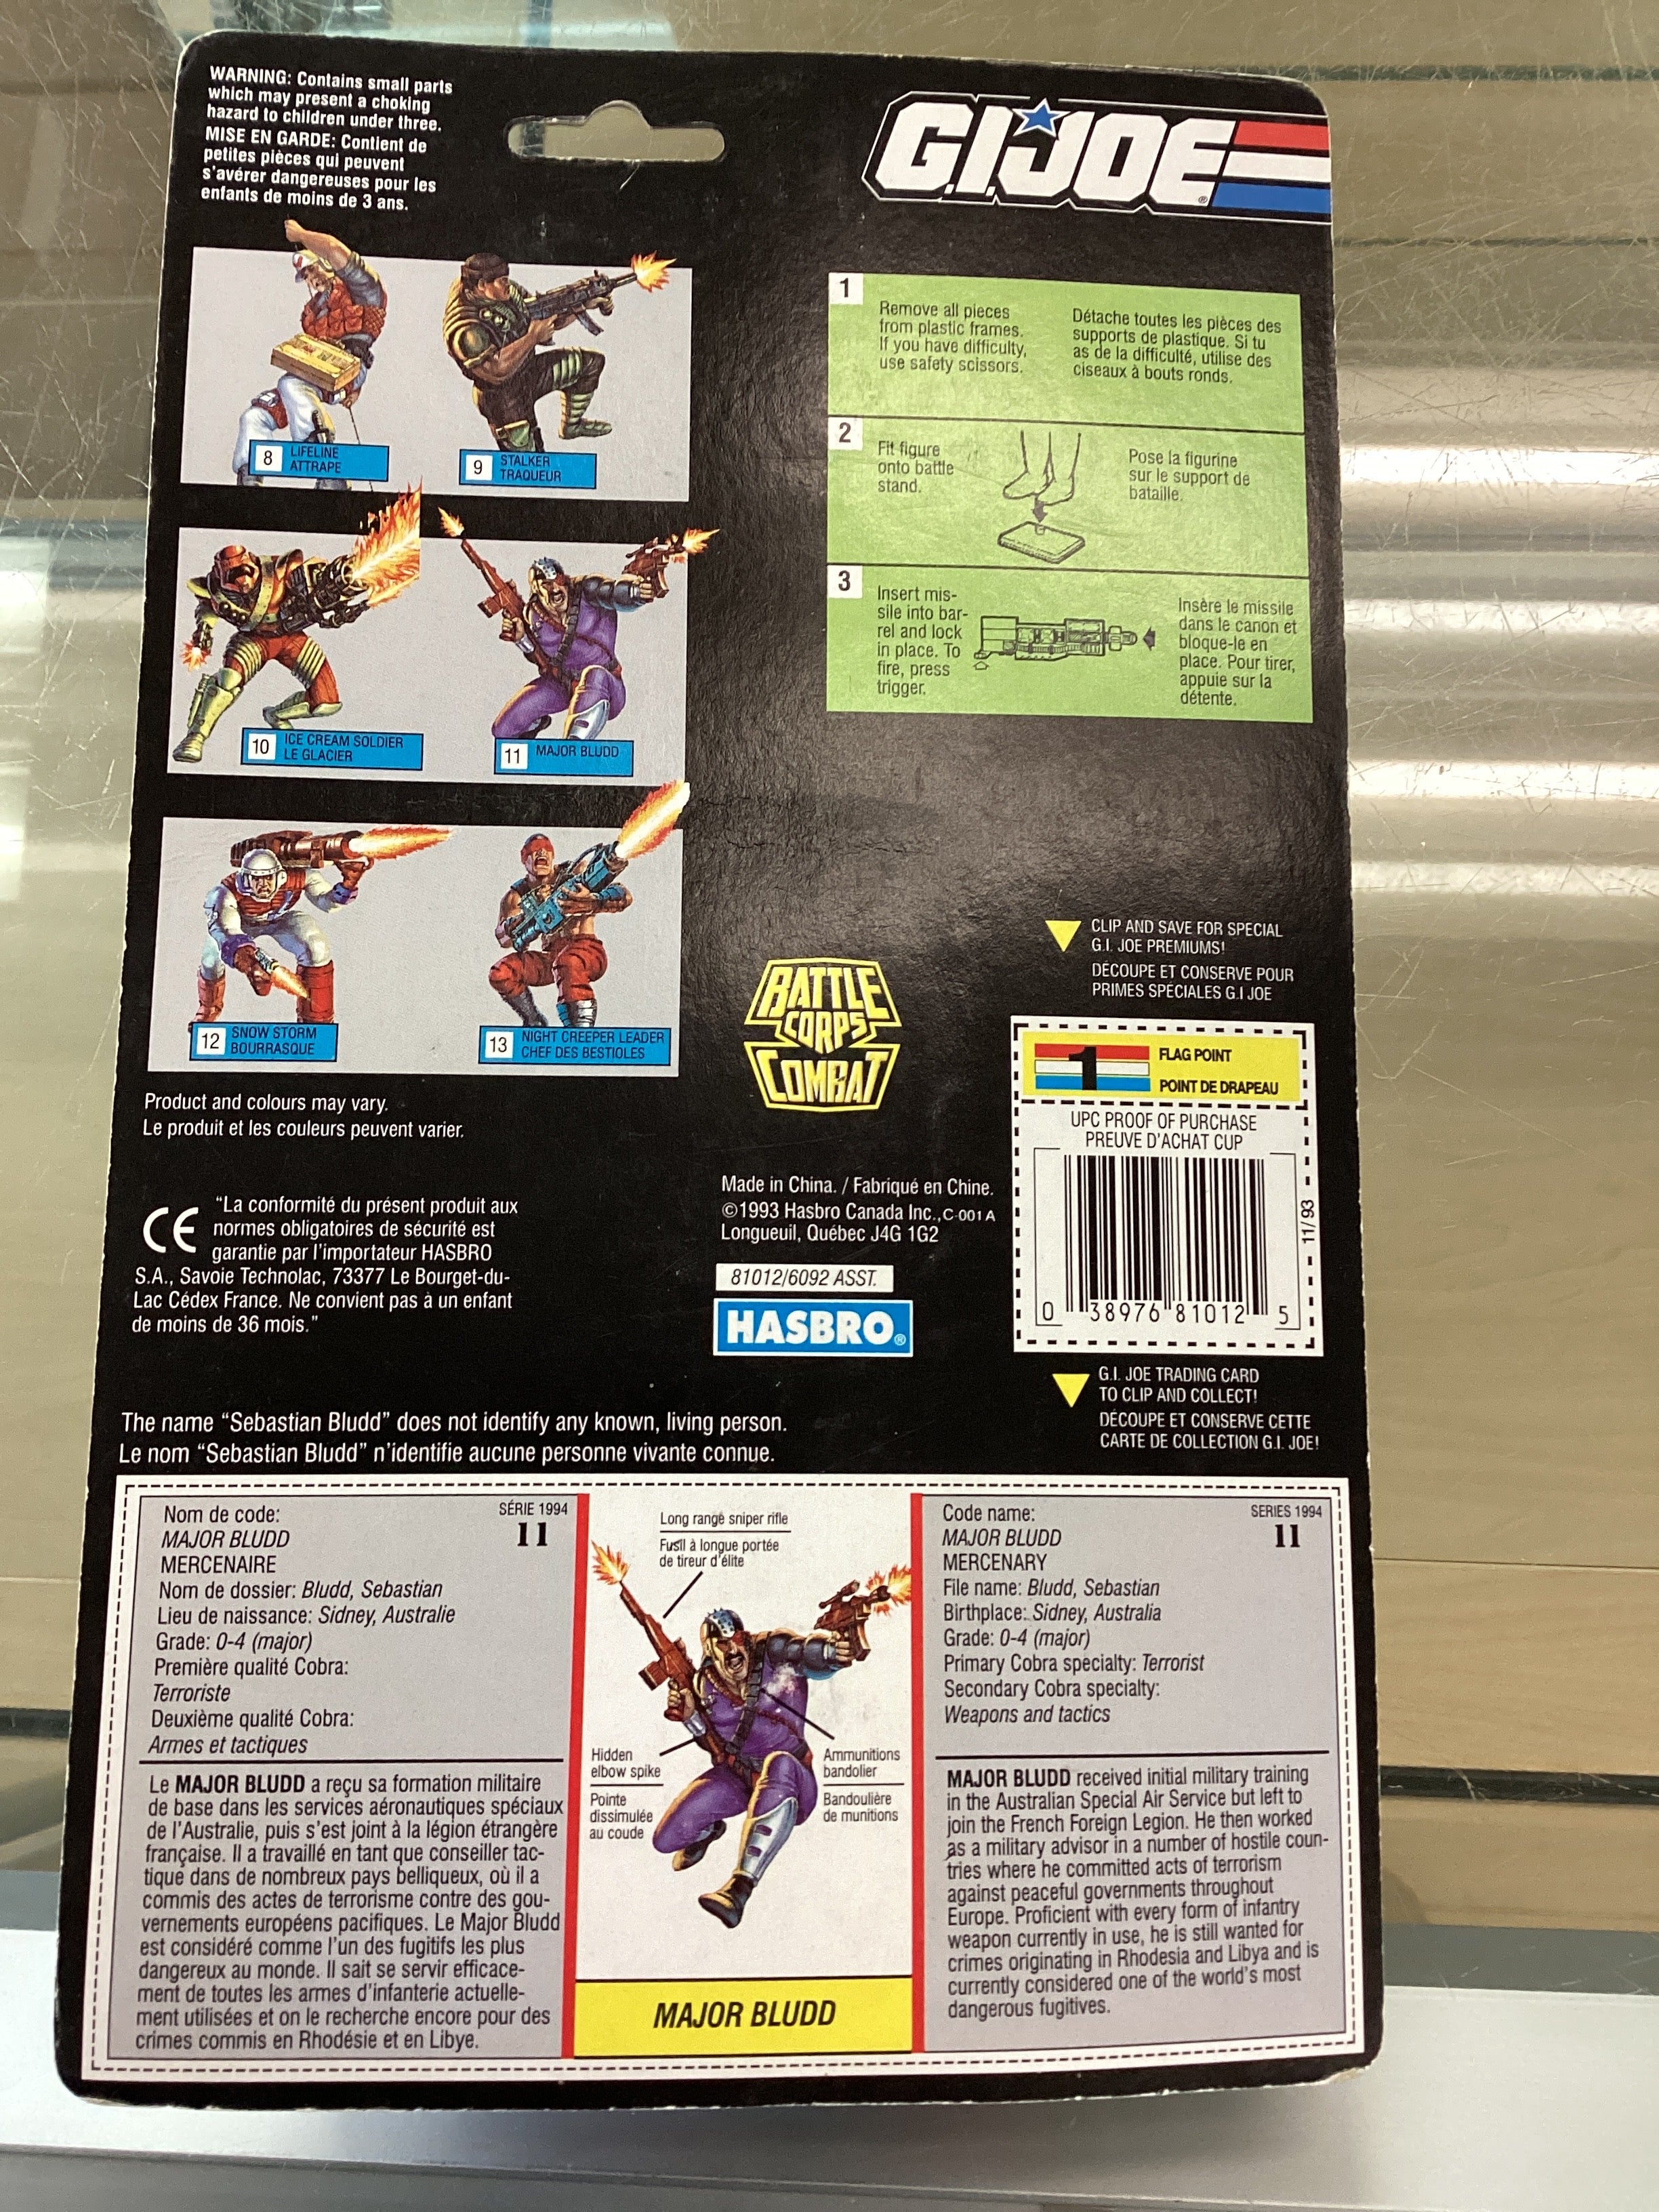 WARNING: Contains small parts
which may present a choking
hazard to children under three.
MISE EN GARDE: Contient de
petites pièces qui peuvent
s'avérer dangereuses pour les
enfants de moins de 3 ans.
G.I.JOE®
8 LIFELINE
ATTRAPE
9 STALKER
TRAQUEUR
10 ICE CREAM SOLDIER
LE GLACIER
11 MAJOR BLUDD
12 SNOW STORM
BOURRASQUE
13 NIGHT CREEPER LEADER
CHEF DES BESTIOLES
1
Remove all pieces
from plastic frames.
If you have difficulty,
use safety scissors.
Détache toutes les pièces des
supports de plastique. Si tu
as de la difficulté, utilise des
ciseaux à bouts ronds.
2
Fit figure
onto battle
stand.
Pose la figurine
sur le support de
bataille.
3
Insert mis-
sile into bar-
rel and lock
in place. To
fire, press
trigger.
Insère le missile
dans le canon et
bloque-le en
place. Pour tirer,
appuie sur la
détente.
Product and colours may vary.
Le produit et les couleurs peuvent varier.
BATTLE
CORPS
COMBAT
CLIP AND SAVE FOR SPECIAL
G.I. JOE PREMIUMS!
DÉCOUPE ET CONSERVE POUR
PRIMES SPÉCIALES G.I JOE
1 FLAG POINT
POINT DE DRAPEAU
UPC PROOF OF PURCHASE
PREUVE D'ACHAT CUP
11/93
0 38976 81012 5
CE "La conformité du présent produit aux
normes obligatoires de sécurité est
garantie par l'importateur HASBRO
S.A., Savoie Technolac, 73377 Le Bourget-du-
Lac Cédex France. Ne convient pas à un enfant
de moins de 36 mois."
Made in China. / Fabriqué en Chine.
©1993 Hasbro Canada Inc., C-001 A
Longueuil, Québec J4G 1G2
81012/6092 ASST.
HASBRO®
G.I. JOE TRADING CARD
TO CLIP AND COLLECT!
DÉCOUPE ET CONSERVE CETTE
CARTE DE COLLECTION G.I. JOE!
The name "Sebastian Bludd" does not identify any known, living person.
Le nom "Sebastian Bludd" n'identifie aucune personne vivante connue.
Nom de code:
SÉRIE 1994
11
MAJOR BLUDD
MERCENAIRE
Nom de dossier: Bludd, Sebastian
Lieu de naissance: Sidney, Australie
Grade: 0-4 (major)
Première qualité Cobra:
Terroriste
Deuxième qualité Cobra:
Armes et tactiques
Le MAJOR BLUDD a reçu sa formation militaire
de base dans les services aéronautiques spéciaux
de l'Australie, puis s'est joint à la légion étrangère
française. Il a travaillé en tant que conseiller tac-
tique dans de nombreux pays belliqueux, où il a
commis des actes de terrorisme contre des gou-
vernements européens pacifiques. Le Major Bludd
est considéré comme l'un des fugitifs les plus
dangereux au monde. Il sait se servir efficace-
ment de toutes les armes d'infanterie actuelle-
ment utilisées et on le recherche encore pour des
crimes commis en Rhodésie et en Libye.
Long range sniper rifle
Fusil à longue portée
de tireur d'élite
Hidden
elbow spike
Pointe
dissimulée
au coude
Ammunitions
bandolier
Bandoulière
de munitions
MAJOR BLUDD
Code name:
SERIES 1994
11
MAJOR BLUDD
MERCENARY
File name: Bludd, Sebastian
Birthplace: Sidney, Australia
Grade: 0-4 (major)
Primary Cobra specialty: Terrorist
Secondary Cobra specialty:
Weapons and tactics
MAJOR BLUDD received initial military training
in the Australian Special Air Service but left to
join the French Foreign Legion. He then worked
as a military advisor in a number of hostile coun-
tries where he committed acts of terrorism
against peaceful governments throughout
Europe. Proficient with every form of infantry
weapon currently in use, he is still wanted for
crimes originating in Rhodesia and Libya and is
currently considered one of the world's most
dangerous fugitives.